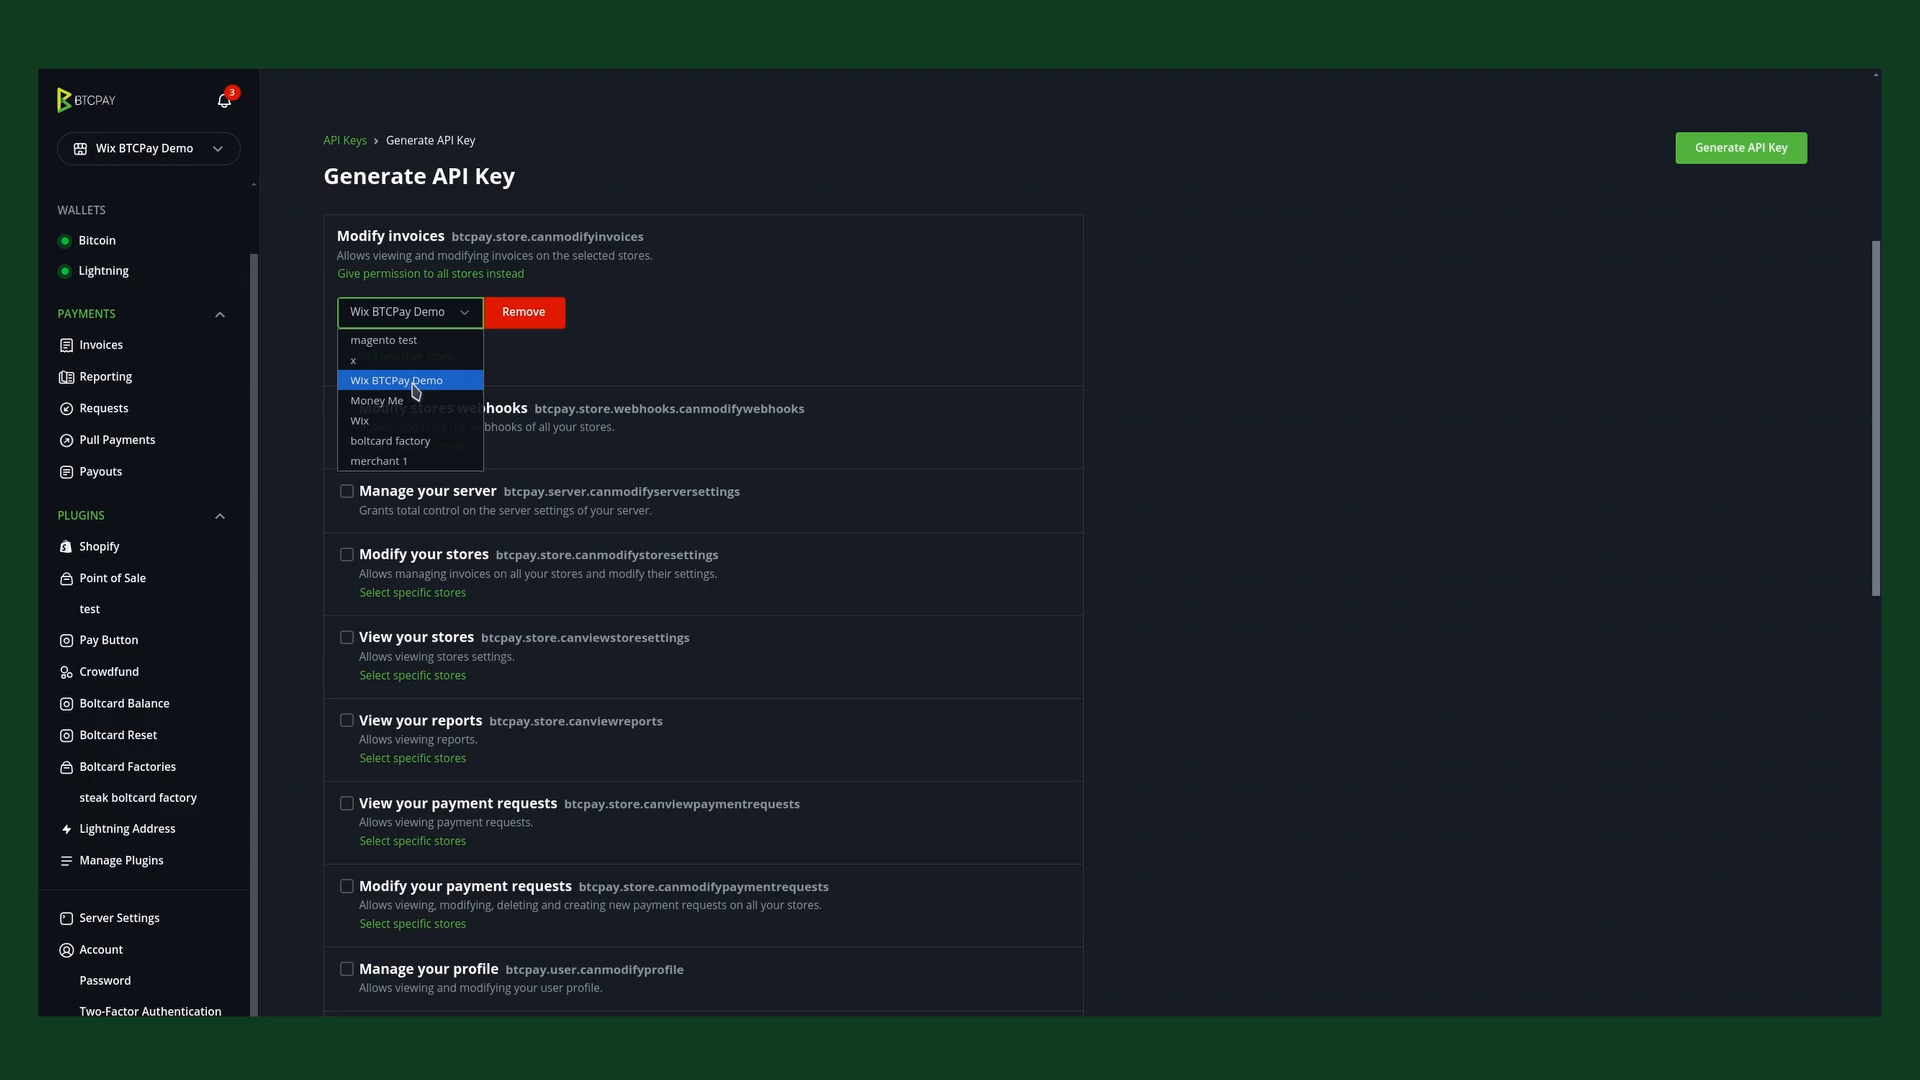 BTCPAY
3
Wix BTCPay Demo
WALLETS
Bitcoin
Lightning
PAYMENTS
Invoices
Reporting
Requests
Pull Payments
Payouts
PLUGINS
Shopify
Point of Sale
test
Pay Button
Crowdfund
Boltcard Balance
Boltcard Reset
Boltcard Factories
steak boltcard factory
Lightning Address
Manage Plugins
Server Settings
Account
Password
Two-Factor Authentication
API Keys > Generate API Key
Generate API Key
Generate API Key
Modify invoices btcpay.store.canmodifyinvoices
Allows viewing and modifying invoices on the selected stores.
Give permission to all stores instead
Wix BTCPay Demo Remove
magento test
Add another store
x
Wix BTCPay Demo
Money Me
Wix
boltcard factory
merchant 1
Modify stores webhooks btcpay.store.webhooks.canmodifywebhooks
modifying the webhooks of all your stores.
Manage your server btcpay.server.canmodifyserversettings
Grants total control on the server settings of your server.
Modify your stores btcpay.store.canmodifystoresettings
Allows managing invoices on all your stores and modify their settings.
Select specific stores
View your stores btcpay.store.canviewstoresettings
Allows viewing stores settings.
Select specific stores
View your reports btcpay.store.canviewreports
Allows viewing reports.
Select specific stores
View your payment requests btcpay.store.canviewpaymentrequests
Allows viewing payment requests.
Select specific stores
Modify your payment requests btcpay.store.canmodifypaymentrequests
Allows viewing, modifying, deleting and creating new payment requests on all your stores.
Select specific stores
Manage your profile btcpay.user.canmodifyprofile
Allows viewing and modifying your user profile.